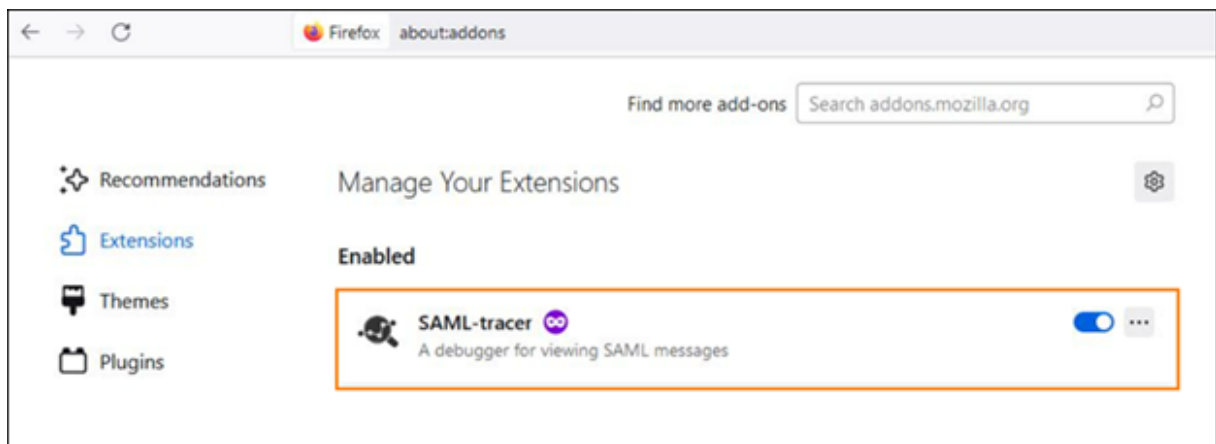 Firefox about:addons
Find more add-ons Search addons.mozilla.org
Recommendations
Manage Your Extensions
Extensions
Enabled
Themes
SAML-tracer
A debugger for viewing SAML messages
Plugins